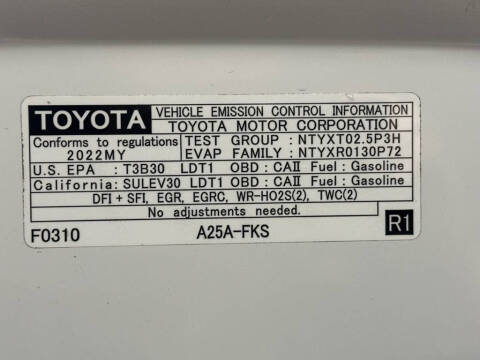 TOYOTA VEHICLE EMISSION CONTROL INFORMATION
TOYOTA MOTOR CORPORATION
Conforms to regulations TEST GROUP : NTYXT02.5P3H
2022MY EVAP FAMILY : NTYXR0130P72
U.S. EPA : T3B30 LDT1 OBD : CAⅡ Fuel : Gasoline
California : SULEV30 LDT1 OBD : CAⅡ Fuel : Gasoline
DFI + SFI, EGR, EGRC, WR-HO2S(2), TWC(2)
No adjustments needed.
F0310 A25A-FKS R1